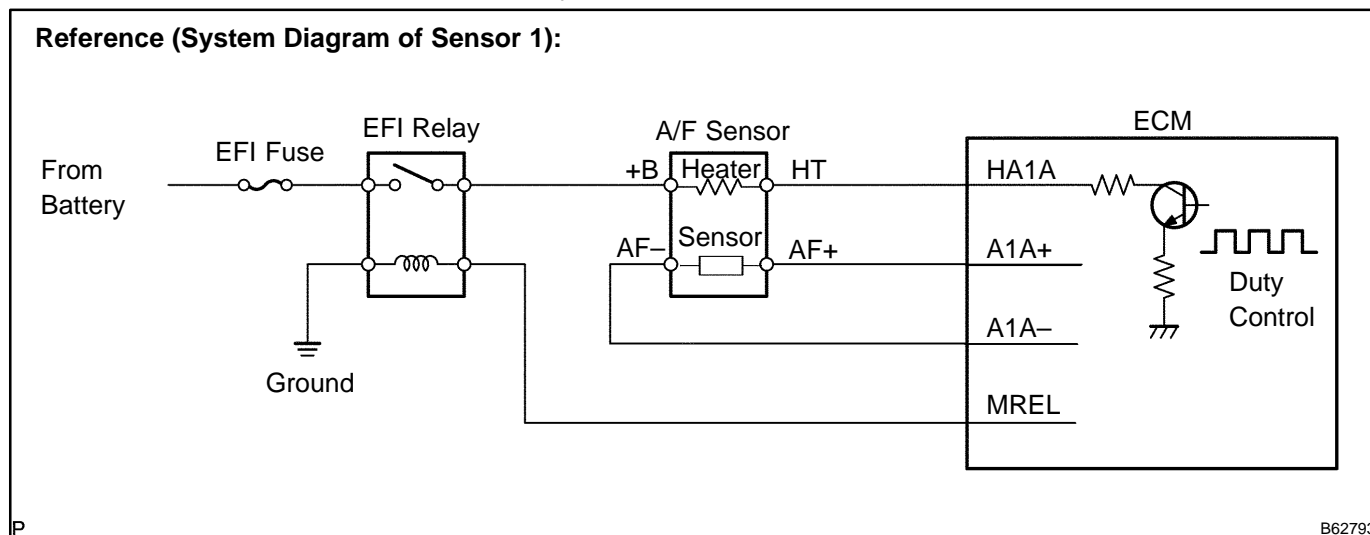 Reference (System Diagram of Sensor 1):
From
Battery
EFI Fuse
EFI Relay
Ground
A/F Sensor
+B
Heater
HT
AF–
Sensor
AF+
ECM
HA1A
A1A+
A1A–
MREL
Duty
Control
P
B62793